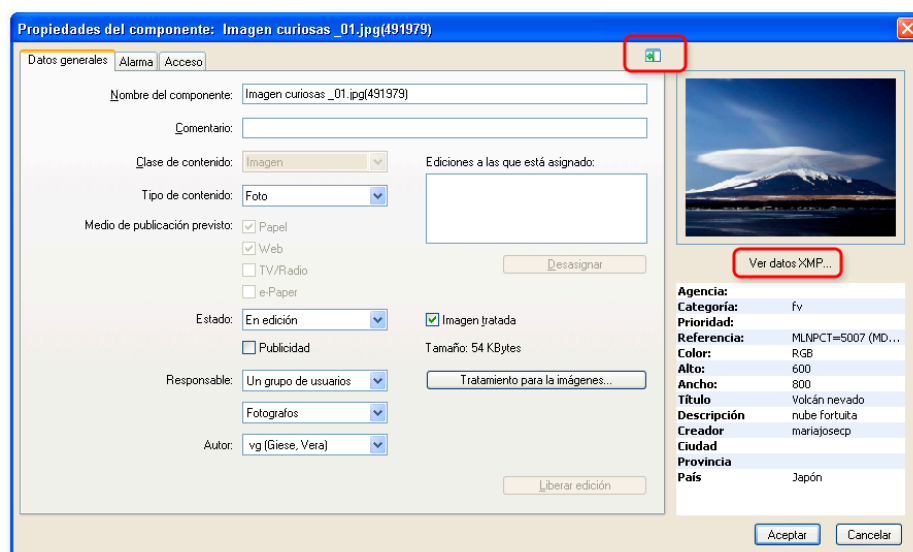 Propiedades del componente: Imagen curiosas _01.jpg(491979)
Datos generales Alarma Acceso
Nombre del componente: Imagen curiosas _01.jpg(491979)
Comentario:
Clase de contenido: Imagen
Tipo de contenido: Foto
Medio de publicación previsto: Papel
Web
TV/Radio
e-Paper
Estado: En edición
Publicidad
Responsable: Un grupo de usuarios
Fotografos
Autor: vg (Giese, Vera)
Ediciones a las que está asignado:
Desasignar
Imagen tratada
Tamaño: 54 KBytes
Tratamiento para la imágenes...
Liberar edición
Ver datos XMP...
Agencia:
Categoría: fv
Prioridad:
Referencia: MLNPCT=5007 (MD...
Color: RGB
Alto: 600
Ancho: 800
Título Volcán nevado
Descripción nube fortuita
Creador mariajosecp
Ciudad
Provincia
País Japón
Aceptar Cancelar